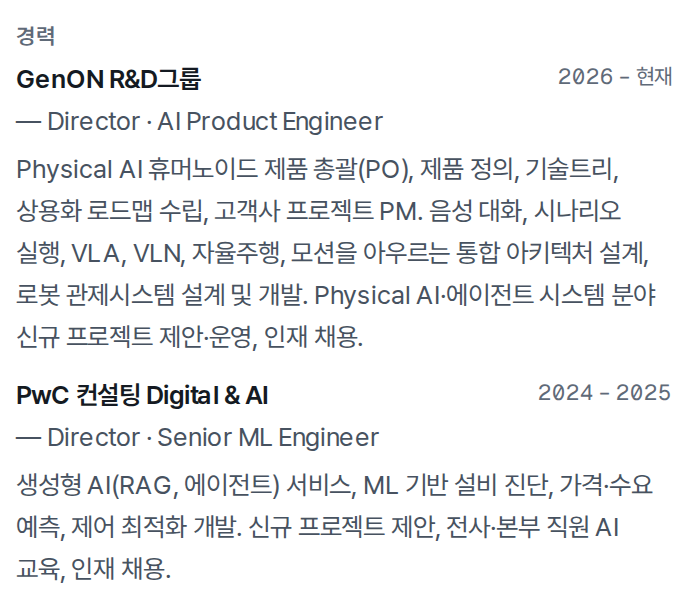 경력
GenON R&D그룹 2026 – 현재
— Director · AI Product Engineer
Physical AI 휴머노이드 제품 총괄(PO), 제품 정의, 기술트리,
상용화 로드맵 수립, 고객사 프로젝트 PM. 음성 대화, 시나리오
실행, VLA, VLN, 자율주행, 모션을 아우르는 통합 아키텍처 설계,
로봇 관제시스템 설계 및 개발. Physical AI·에이전트 시스템 분야
신규 프로젝트 제안·운영, 인재 채용.
PwC 컨설팅 Digital & AI 2024 – 2025
— Director · Senior ML Engineer
생성형 AI(RAG, 에이전트) 서비스, ML 기반 설비 진단, 가격·수요
예측, 제어 최적화 개발. 신규 프로젝트 제안, 전사·본부 직원 AI
교육, 인재 채용.